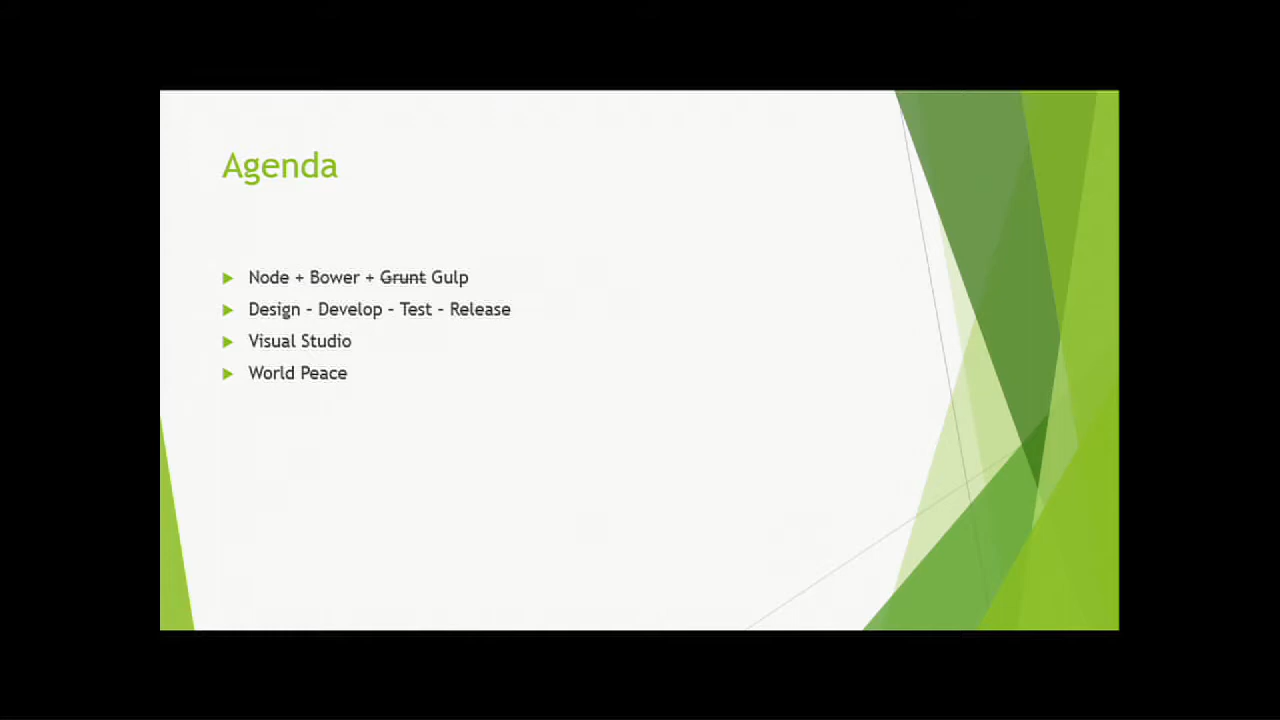 Agenda
Node + Bower + Grunt Gulp
Design – Develop – Test – Release
Visual Studio
World Peace